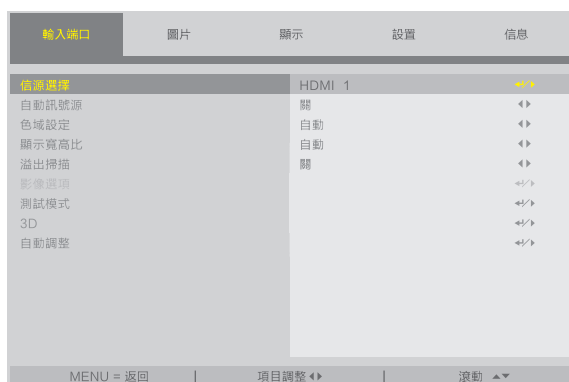 輸入端口 圖片 顯示 設置 信息
信源選擇 HDMI 1
自動訊號源 關
色域設定 自動
顯示寬高比 自動
溢出掃描 關
影像選項
測試模式
3D
自動調整
MENU = 返回 | 項目調整 | 滾動